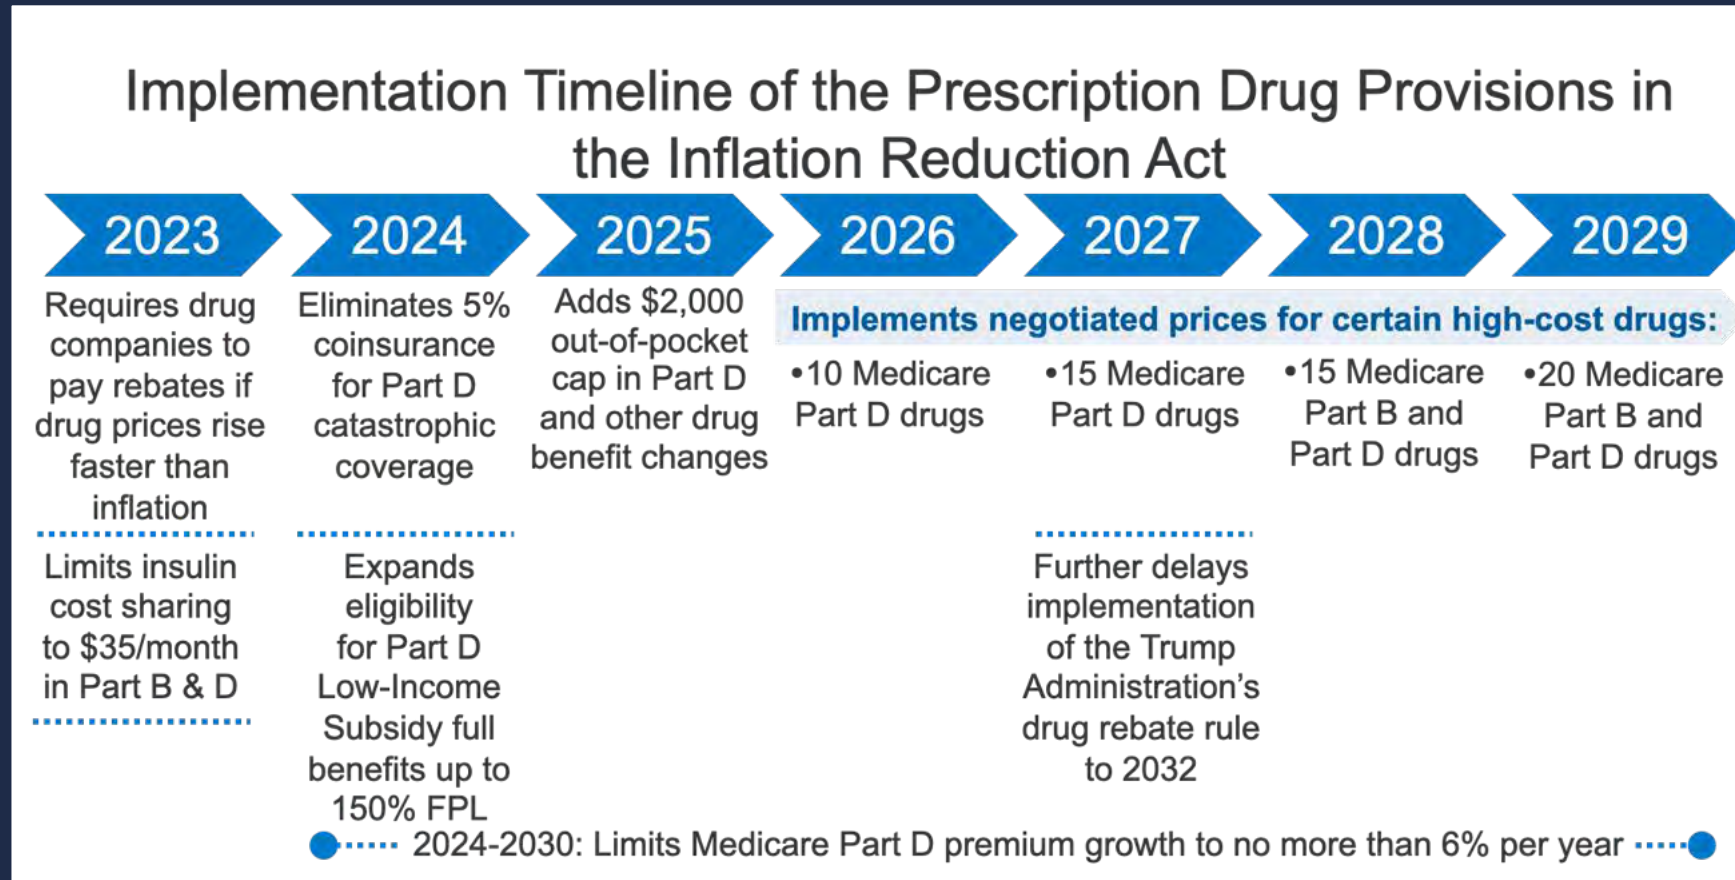 Implementation Timeline of the Prescription Drug Provisions in
the Inflation Reduction Act
2023
Requires drug
companies to
pay rebates if
drug prices rise
faster than
inflation
Limits insulin
cost sharing
to $35/month
in Part B & D
2024
Eliminates 5%
coinsurance
for Part D
catastrophic
coverage
Expands
eligibility
for Part D
Low-Income
Subsidy full
benefits up to
150% FPL
2025
Adds $2,000
out-of-pocket
cap in Part D
and other drug
benefit changes
2026
2027
2028
2029
Implements negotiated prices for certain high-cost drugs:
•10 Medicare
Part D drugs
•15 Medicare
Part D drugs
Further delays
implementation
of the Trump
Administration’s
drug rebate rule
to 2032
•15 Medicare
Part B and
Part D drugs
•20 Medicare
Part B and
Part D drugs
2024-2030: Limits Medicare Part D premium growth to no more than 6% per year